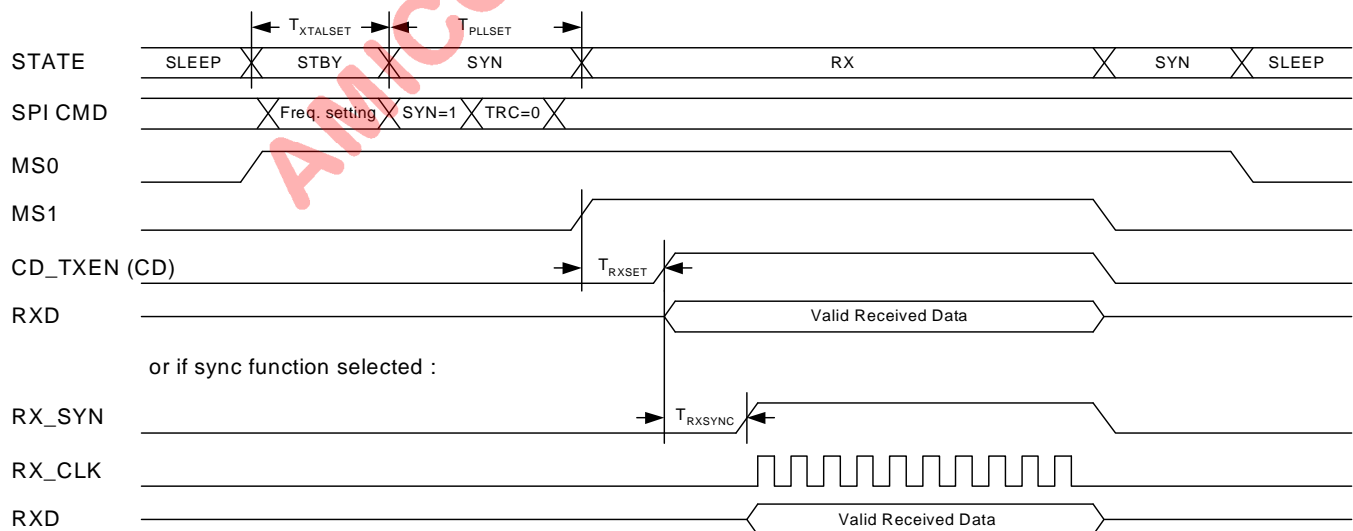 T_XTALSET T_PLLSET
STATE SLEEP STBY SYN RX SYN SLEEP
SPI CMD Freq. setting SYN=1 TRC=0
MS0
MS1
CD_TXEN (CD) T_RXSET
RXD Valid Received Data
or if sync function selected :
RX_SYN T_RXSYNC
RX_CLK
RXD Valid Received Data